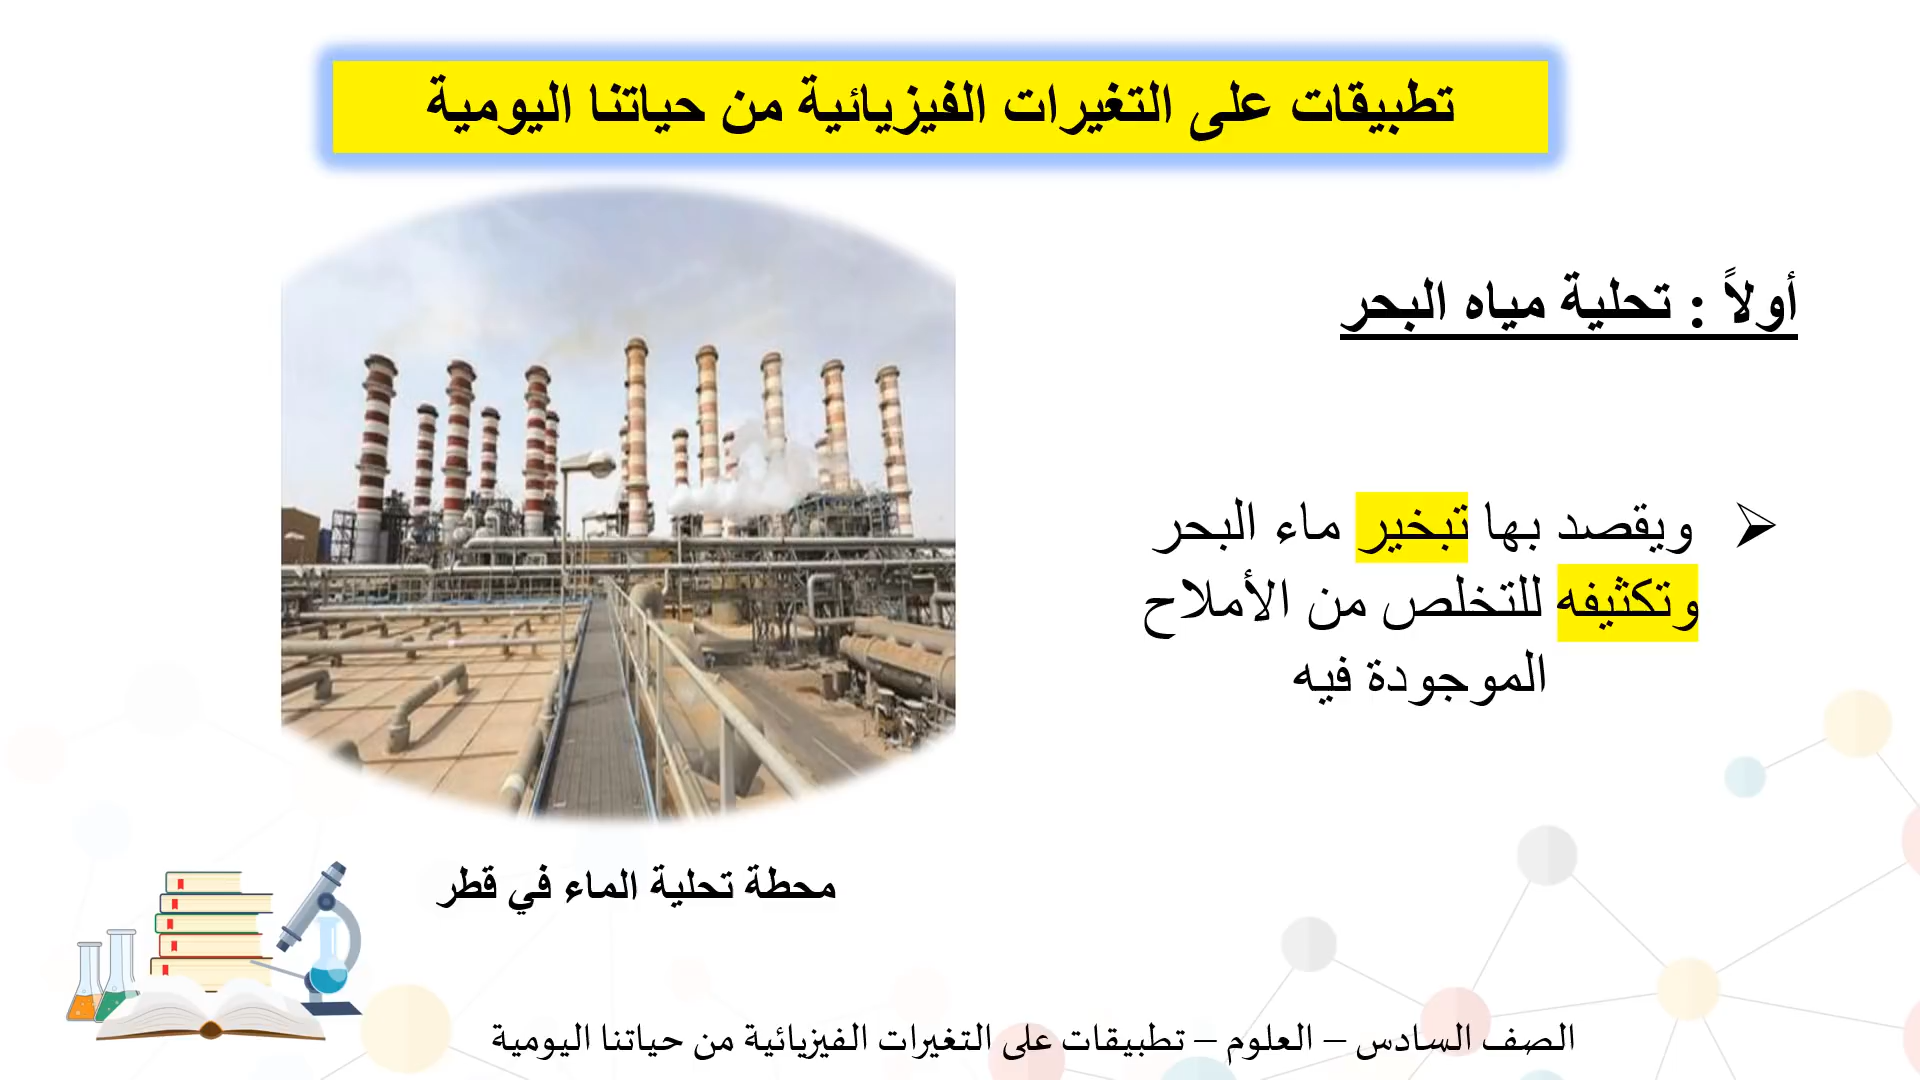 تطبيقات على التغيرات الفيزيائية من حياتنا اليومية
أولاً : تحلية مياه البحر
ويقصد بها تبخير ماء البحر
وتكثيفه للتخلص من الأملاح
الموجودة فيه
محطة تحلية الماء في قطر
الصف السادس – العلوم – تطبيقات على التغيرات الفيزيائية من حياتنا اليومية